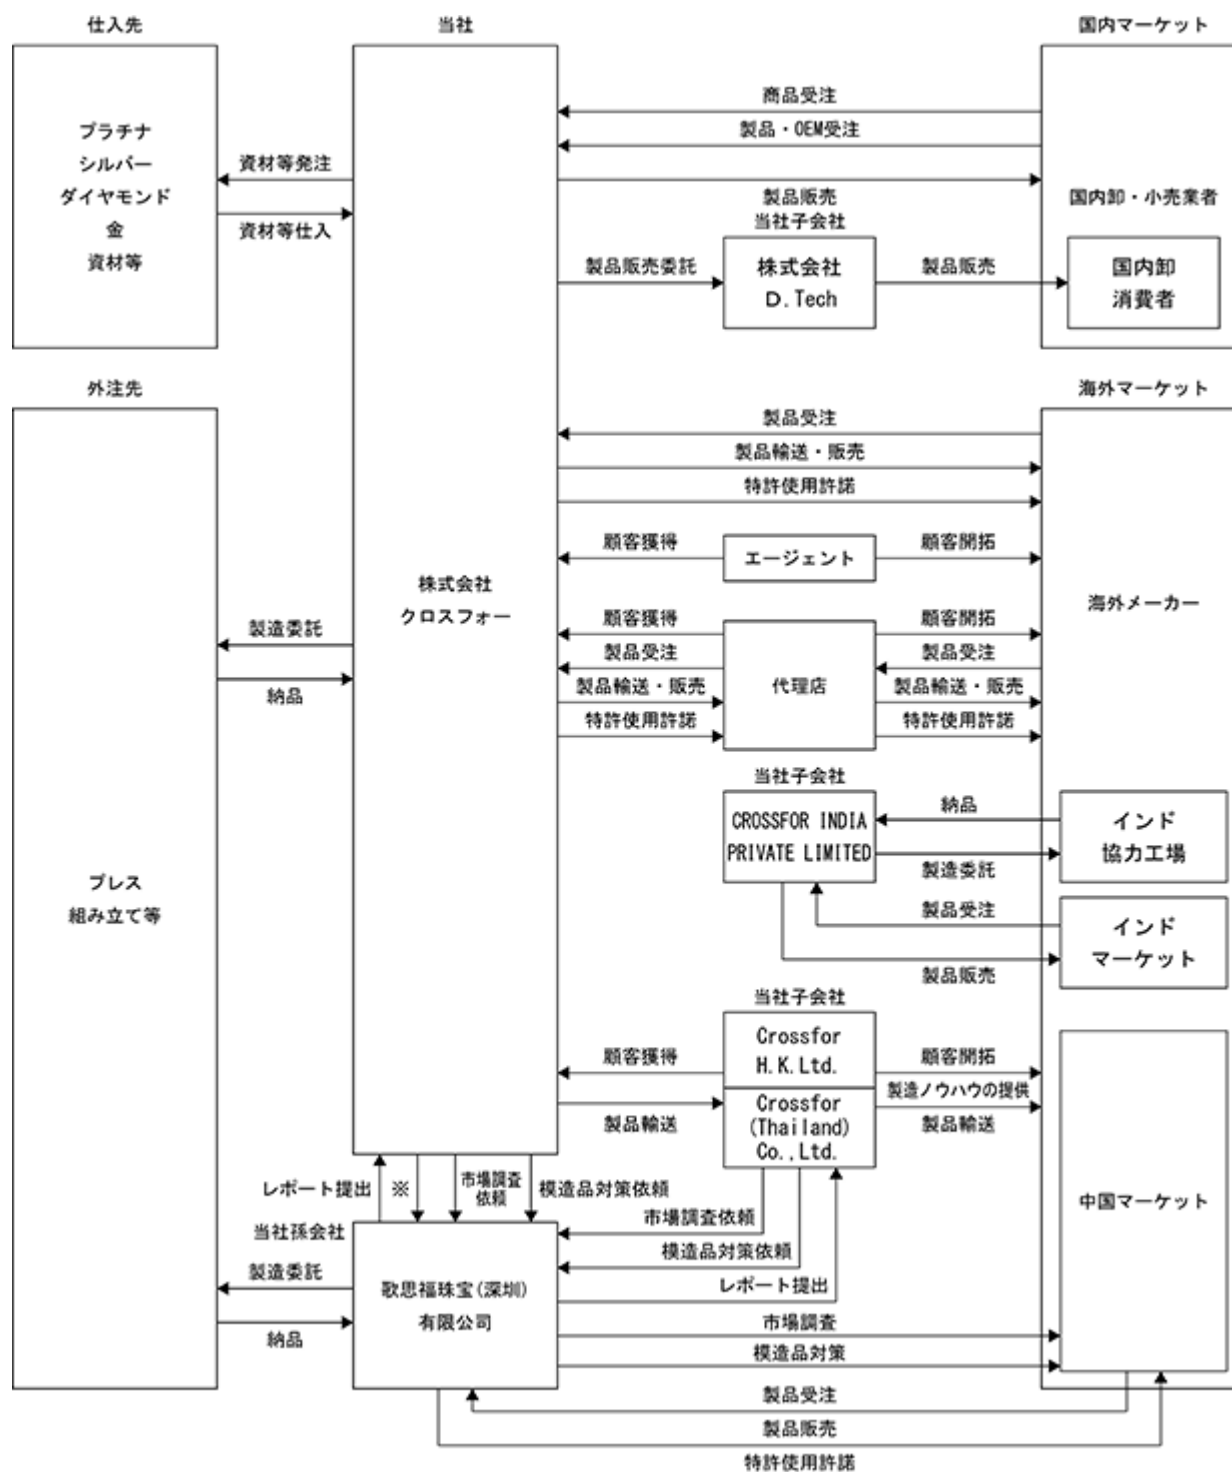 仕入先
当社
国内マーケット
プラチナ
シルバー
ダイヤモンド
金
資材等
資材等発注
資材等仕入
商品受注
製品・OEM受注
製品販売
国内卸・小売業者
当社子会社
製品販売委託
株式会社
D.Tech
製品販売
国内卸
消費者
外注先
海外マーケット
製品受注
製品輸送・販売
特許使用許諾
顧客獲得
エージェント
顧客開拓
株式会社
クロスフォー
海外メーカー
製造委託
納品
顧客獲得
製品受注
製品輸送・販売
特許使用許諾
代理店
顧客開拓
製品受注
製品輸送・販売
特許使用許諾
当社子会社
CROSSFOR INDIA
PRIVATE LIMITED
納品
製造委託
インド
協力工場
プレス
組み立て等
製品受注
製品販売
インド
マーケット
当社子会社
Crossfor
H.K.Ltd.
Crossfor
(Thailand)
Co.,Ltd.
顧客獲得
製品輸送
顧客開拓
製造ノウハウの提供
製品輸送
レポート提出
※
市場調査
依頼
模造品対策依頼
市場調査依頼
模造品対策依頼
レポート提出
中国マーケット
当社孫会社
製造委託
納品
歌思福珠宝(深圳)
有限公司
市場調査
模造品対策
製品受注
製品販売
特許使用許諾